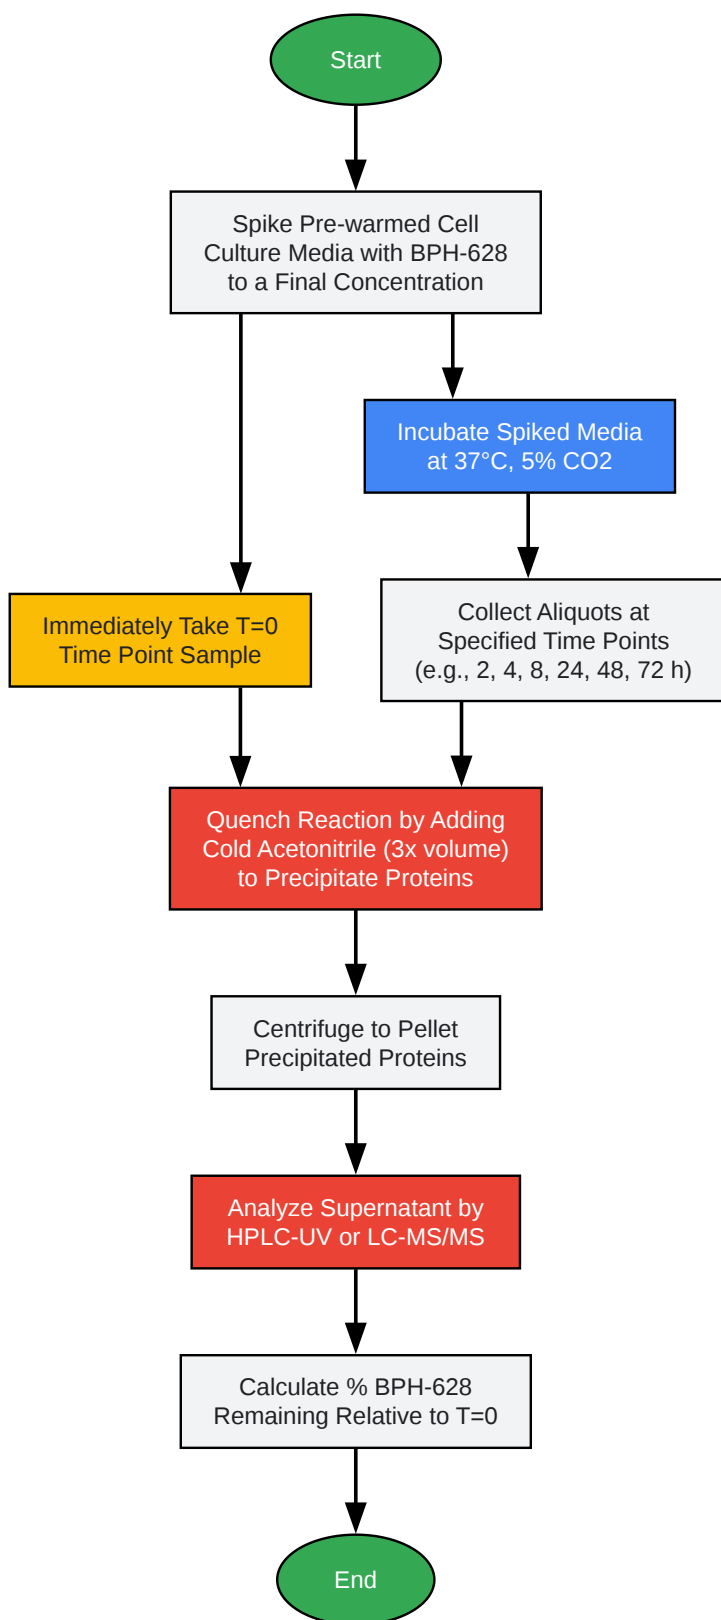 Start
Spike Pre-warmed Cell
Culture Media with BPH-628
to a Final Concentration
Incubate Spiked Media
at 37°C, 5% CO2
Immediately Take T=0
Time Point Sample
Collect Aliquots at
Specified Time Points
(e.g., 2, 4, 8, 24, 48, 72 h)
Quench Reaction by Adding
Cold Acetonitrile (3x volume)
to Precipitate Proteins
Centrifuge to Pellet
Precipitated Proteins
Analyze Supernatant by
HPLC-UV or LC-MS/MS
Calculate % BPH-628
Remaining Relative to T=0
End